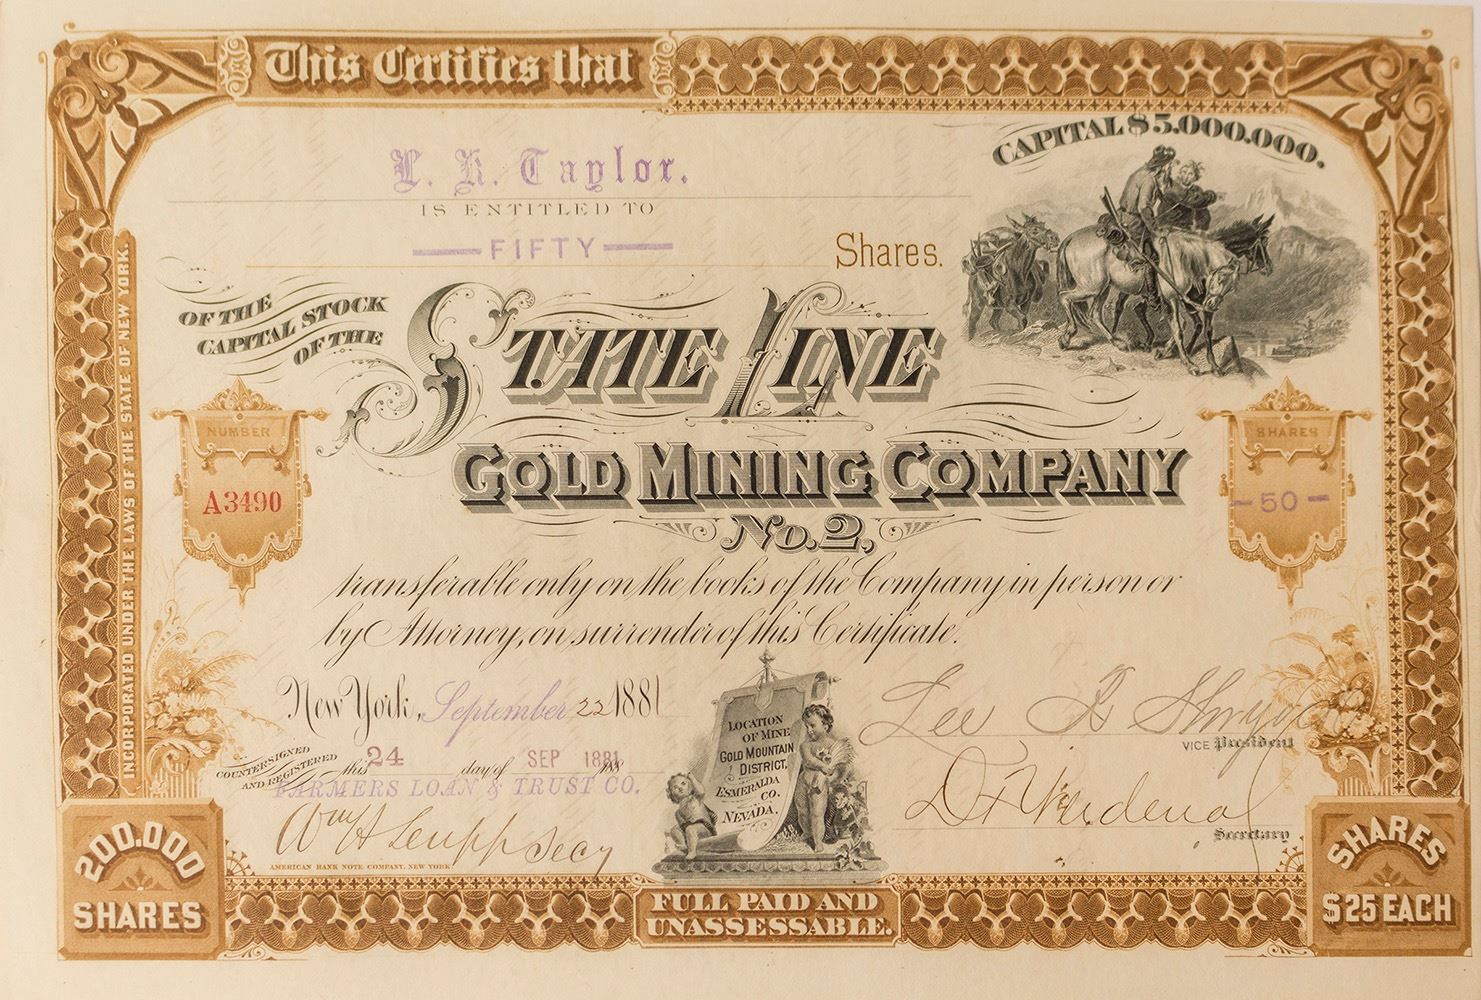 This Certifies that
CAPITAL $5.000.000.
L. R. Taylor.
IS ENTITLED TO
FIFTY
Shares.
OF THE
CAPITAL STOCK
OF THE
STATE LINE
GOLD MINING COMPANY
No. 2,
NUMBER
A3490
SHARES
- 50 -
transferable only on the books of the Company in person or
by Attorney, on surrender of this Certificate.
New York, September 22 1881
COUNTERSIGNED
AND REGISTERED this 24 day of SEP 1881 188
FARMERS LOAN & TRUST CO.
Wm H Leupp Secy
AMERICAN BANK NOTE COMPANY, NEW YORK
LOCATION
OF MINE
GOLD MOUNTAIN
DISTRICT,
ESMERALDA
CO.
NEVADA.
Lee
VICE President
Secretary
INCORPORATED UNDER THE LAWS OF THE STATE OF NEW YORK.
200.000
SHARES
FULL PAID AND
UNASSESSABLE.
SHARES
$25 EACH